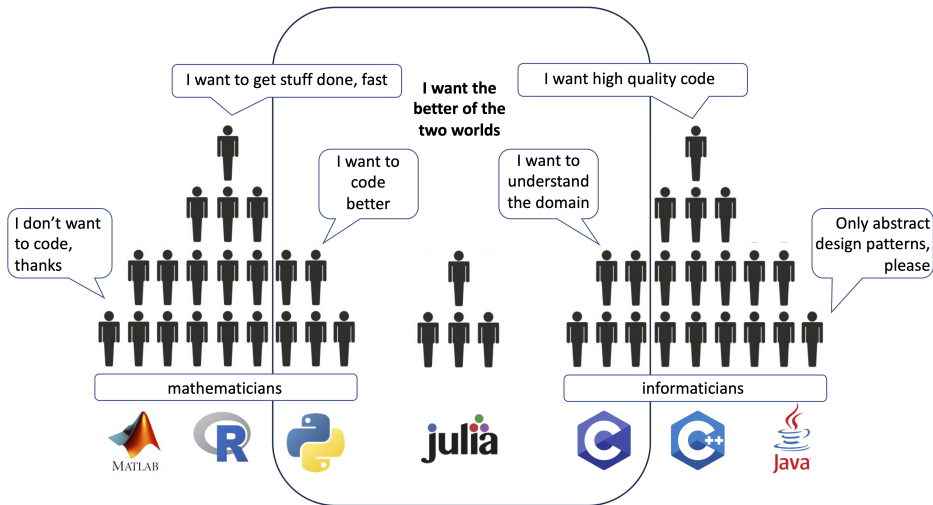 I want to get stuff done, fast
I want the
better of the
two worlds
I want high quality code
I want to
code
better
I want to
understand
the domain
I don't want
to code,
thanks
Only abstract
design patterns,
please
mathematicians
informaticians
MATLAB
R
julia
C
C++
Java